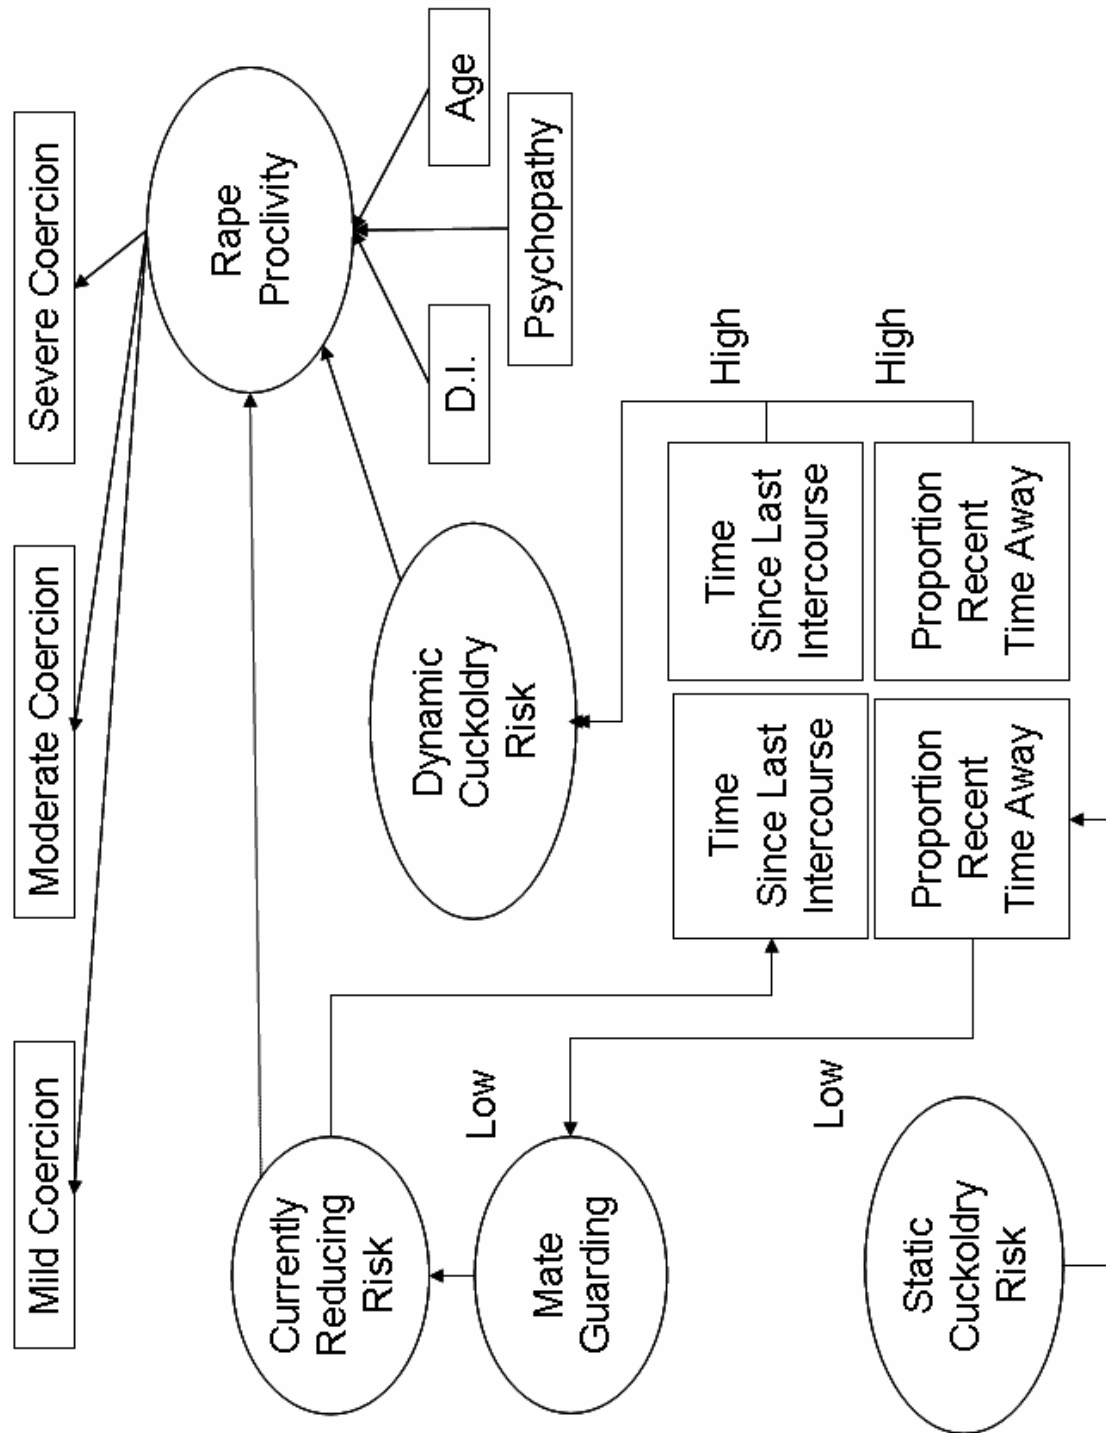 Mild Coercion
Moderate Coercion
Severe Coercion
Currently
Reducing
Risk
Rape
Proclivity
Dynamic
Cuckoldry
Risk
D.I.
Age
Psychopathy
Low
Mate
Guarding
Time
Since Last
Intercourse
Time
Since Last
Intercourse
High
Low
Static
Cuckoldry
Risk
Proportion
Recent
Time Away
Proportion
Recent
Time Away
High